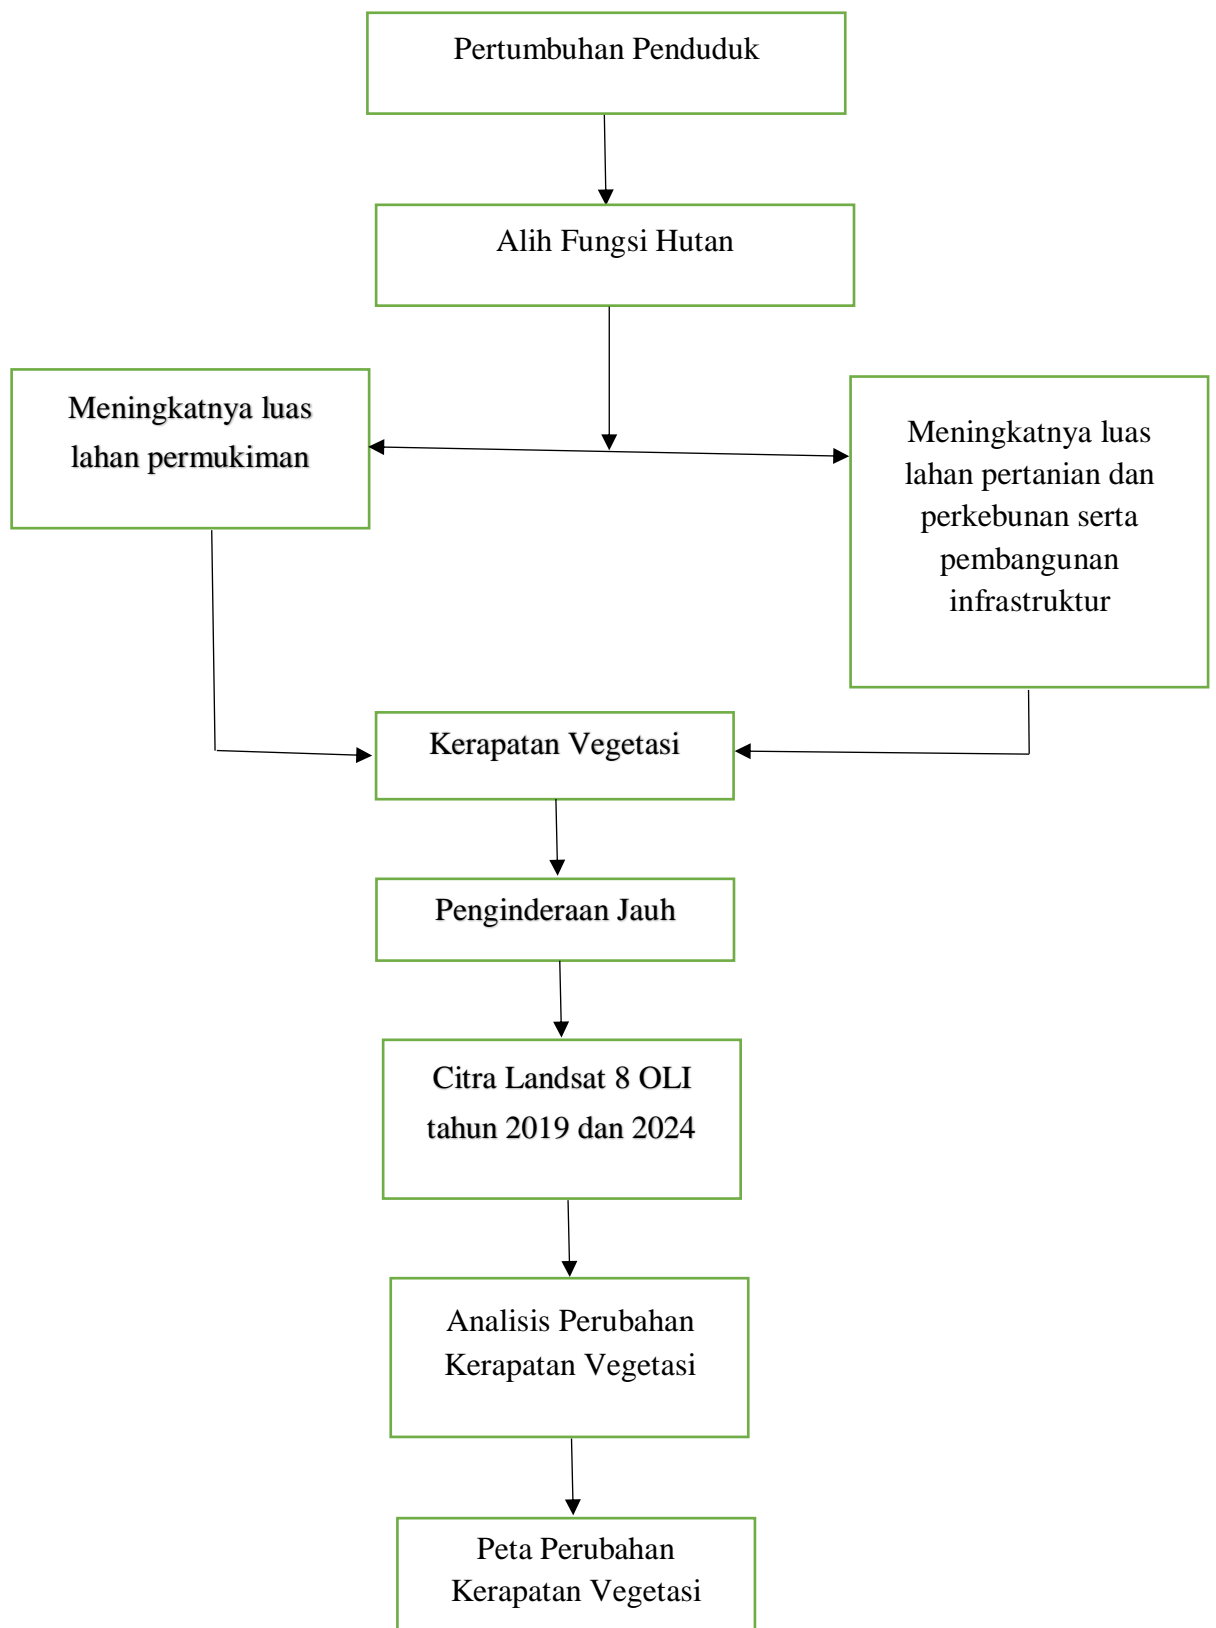 Pertumbuhan Penduduk
Alih Fungsi Hutan
Meningkatnya luas
lahan permukiman
Meningkatnya luas
lahan pertanian dan
perkebunan serta
pembangunan
infrastruktur
Kerapatan Vegetasi
Penginderaan Jauh
Citra Landsat 8 OLI
tahun 2019 dan 2024
Analisis Perubahan
Kerapatan Vegetasi
Peta Perubahan
Kerapatan Vegetasi